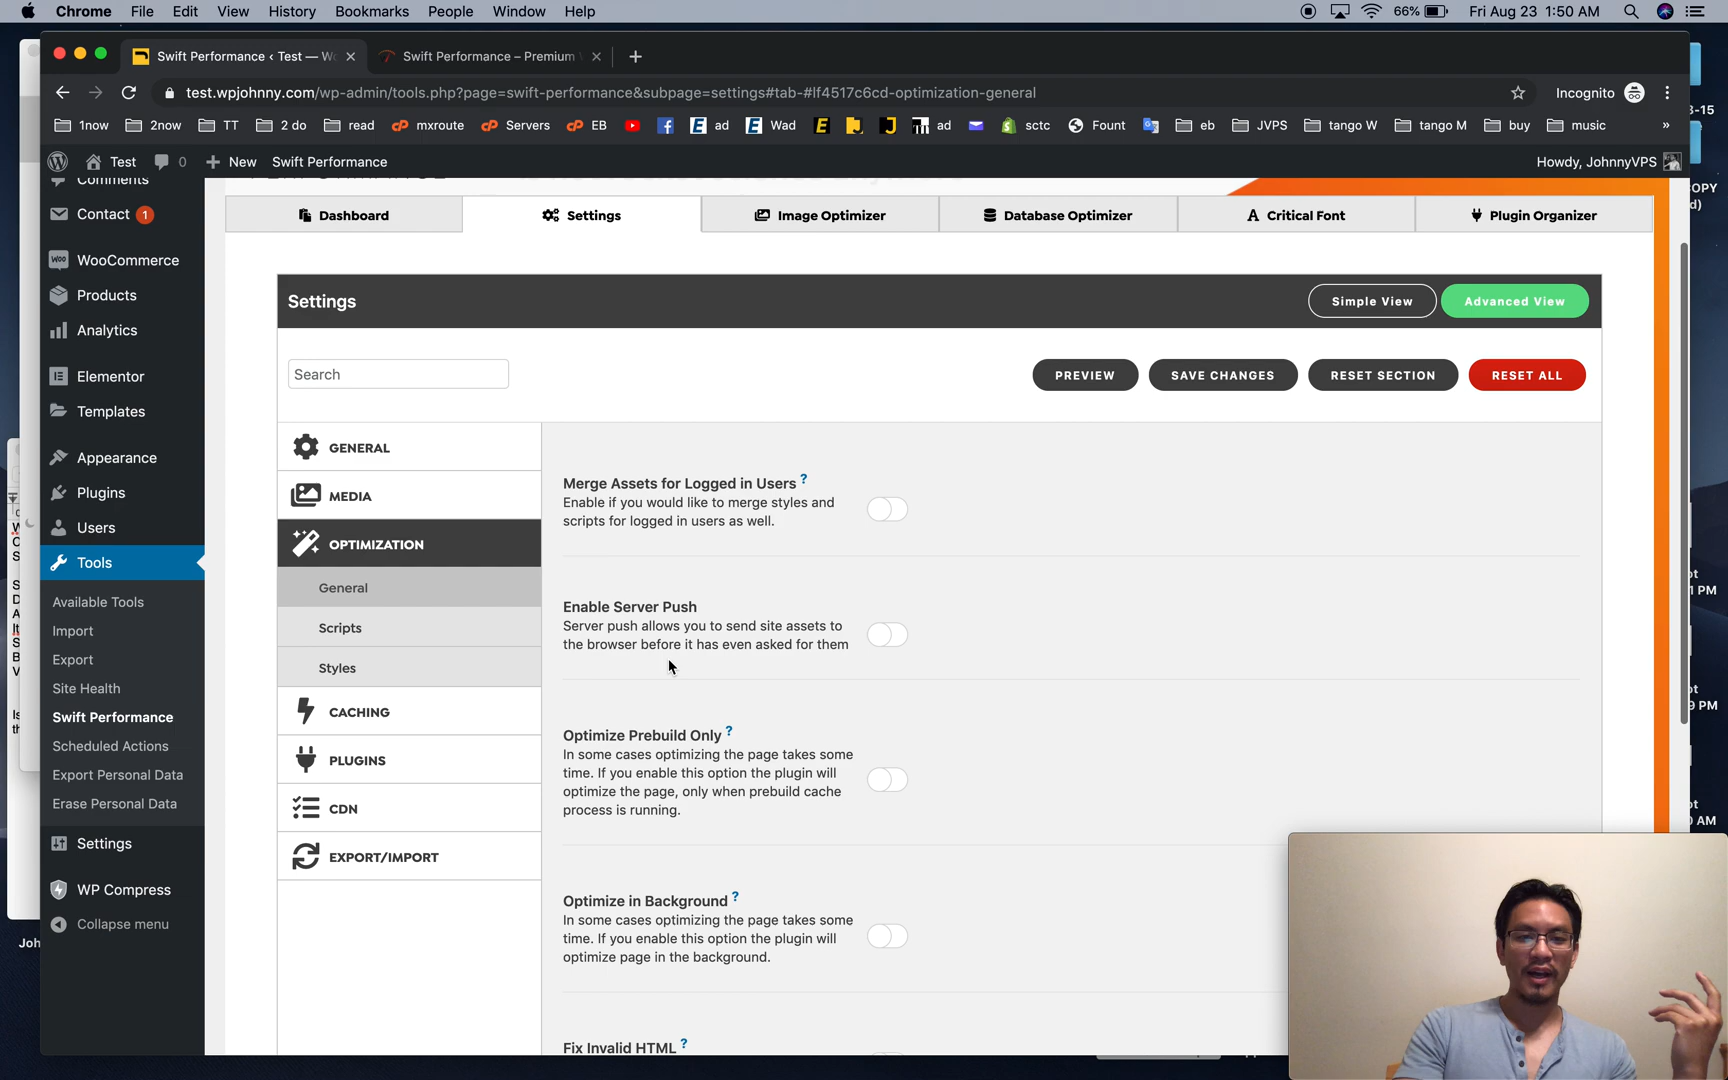 Chrome File Edit View History Bookmarks People Window Help 66% Fri Aug 23 1:50 AM
Swift Performance ‹ Test — W
Swift Performance – Premium
test.wpjohnny.com/wp-admin/tools.php?page=swift-performance&subpage=settings#tab-#lf4517c6cd-optimization-general
Incognito
1now 2now TT 2 do read mxroute Servers EB ad Wad ad sctc Fount eb JVPS tango W tango M buy music »
Test 0 New Swift Performance
Howdy, JohnnyVPS
Comments
Contact 1
WooCommerce
Products
Analytics
Elementor
Templates
Appearance
Plugins
Users
Tools
Available Tools
Import
Export
Site Health
Swift Performance
Scheduled Actions
Export Personal Data
Erase Personal Data
Settings
WP Compress
Collapse menu
Dashboard Settings Image Optimizer Database Optimizer Critical Font Plugin Organizer
Settings
Simple View Advanced View
Search
PREVIEW SAVE CHANGES RESET SECTION RESET ALL
GENERAL
MEDIA
OPTIMIZATION
General
Scripts
Styles
CACHING
PLUGINS
CDN
EXPORT/IMPORT
Merge Assets for Logged in Users ?
Enable if you would like to merge styles and
scripts for logged in users as well.
Enable Server Push
Server push allows you to send site assets to
the browser before it has even asked for them
Optimize Prebuild Only ?
In some cases optimizing the page takes some
time. If you enable this option the plugin will
optimize the page, only when prebuild cache
process is running.
Optimize in Background ?
In some cases optimizing the page takes some
time. If you enable this option the plugin will
optimize page in the background.
Fix Invalid HTML ?